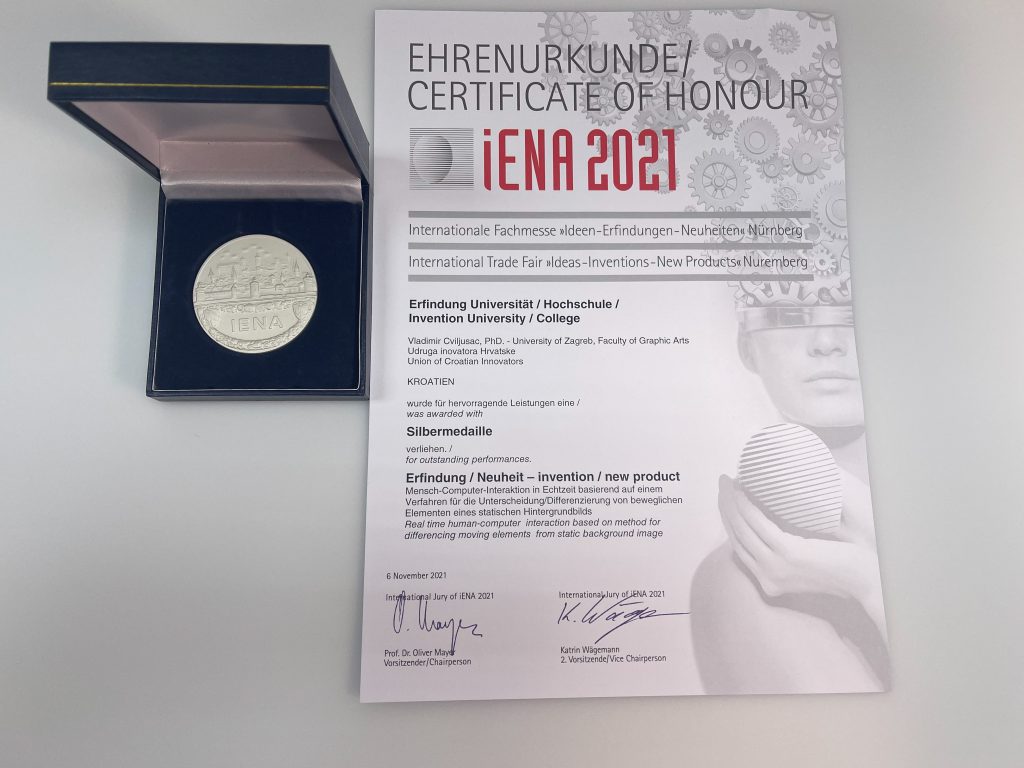 EHRENURKUNDE/
CERTIFICATE OF HONOUR
iENA 2021
Internationale Fachmesse »Ideen-Erfindungen-Neuheiten« Nürnberg
International Trade Fair »Ideas-Inventions-New Products« Nuremberg
Erfindung Universität / Hochschule /
Invention University / College
Vladimir Cviljusac, PhD. - University of Zagreb, Faculty of Graphic Arts
Udruga inovatora Hrvatske
Union of Croatian Innovators
KROATIEN
wurde für hervorragende Leistungen eine /
was awarded with
Silbermedaille
verliehen. /
for outstanding performances.
Erfindung / Neuheit – invention / new product
Mensch-Computer-Interaktion in Echtzeit basierend auf einem
Verfahren für die Unterscheidung/Differenzierung von beweglichen
Elementen eines statischen Hintergrundbilds
Real time human-computer interaction based on method for
differencing moving elements from static background image
6 November 2021
International Jury of iENA 2021
O. Mayer
Prof. Dr. Oliver Mayer
Vorsitzender/Chairperson
International Jury of iENA 2021
K. Wägemann
Katrin Wägemann
2. Vorsitzende/Vice Chairperson
IENA